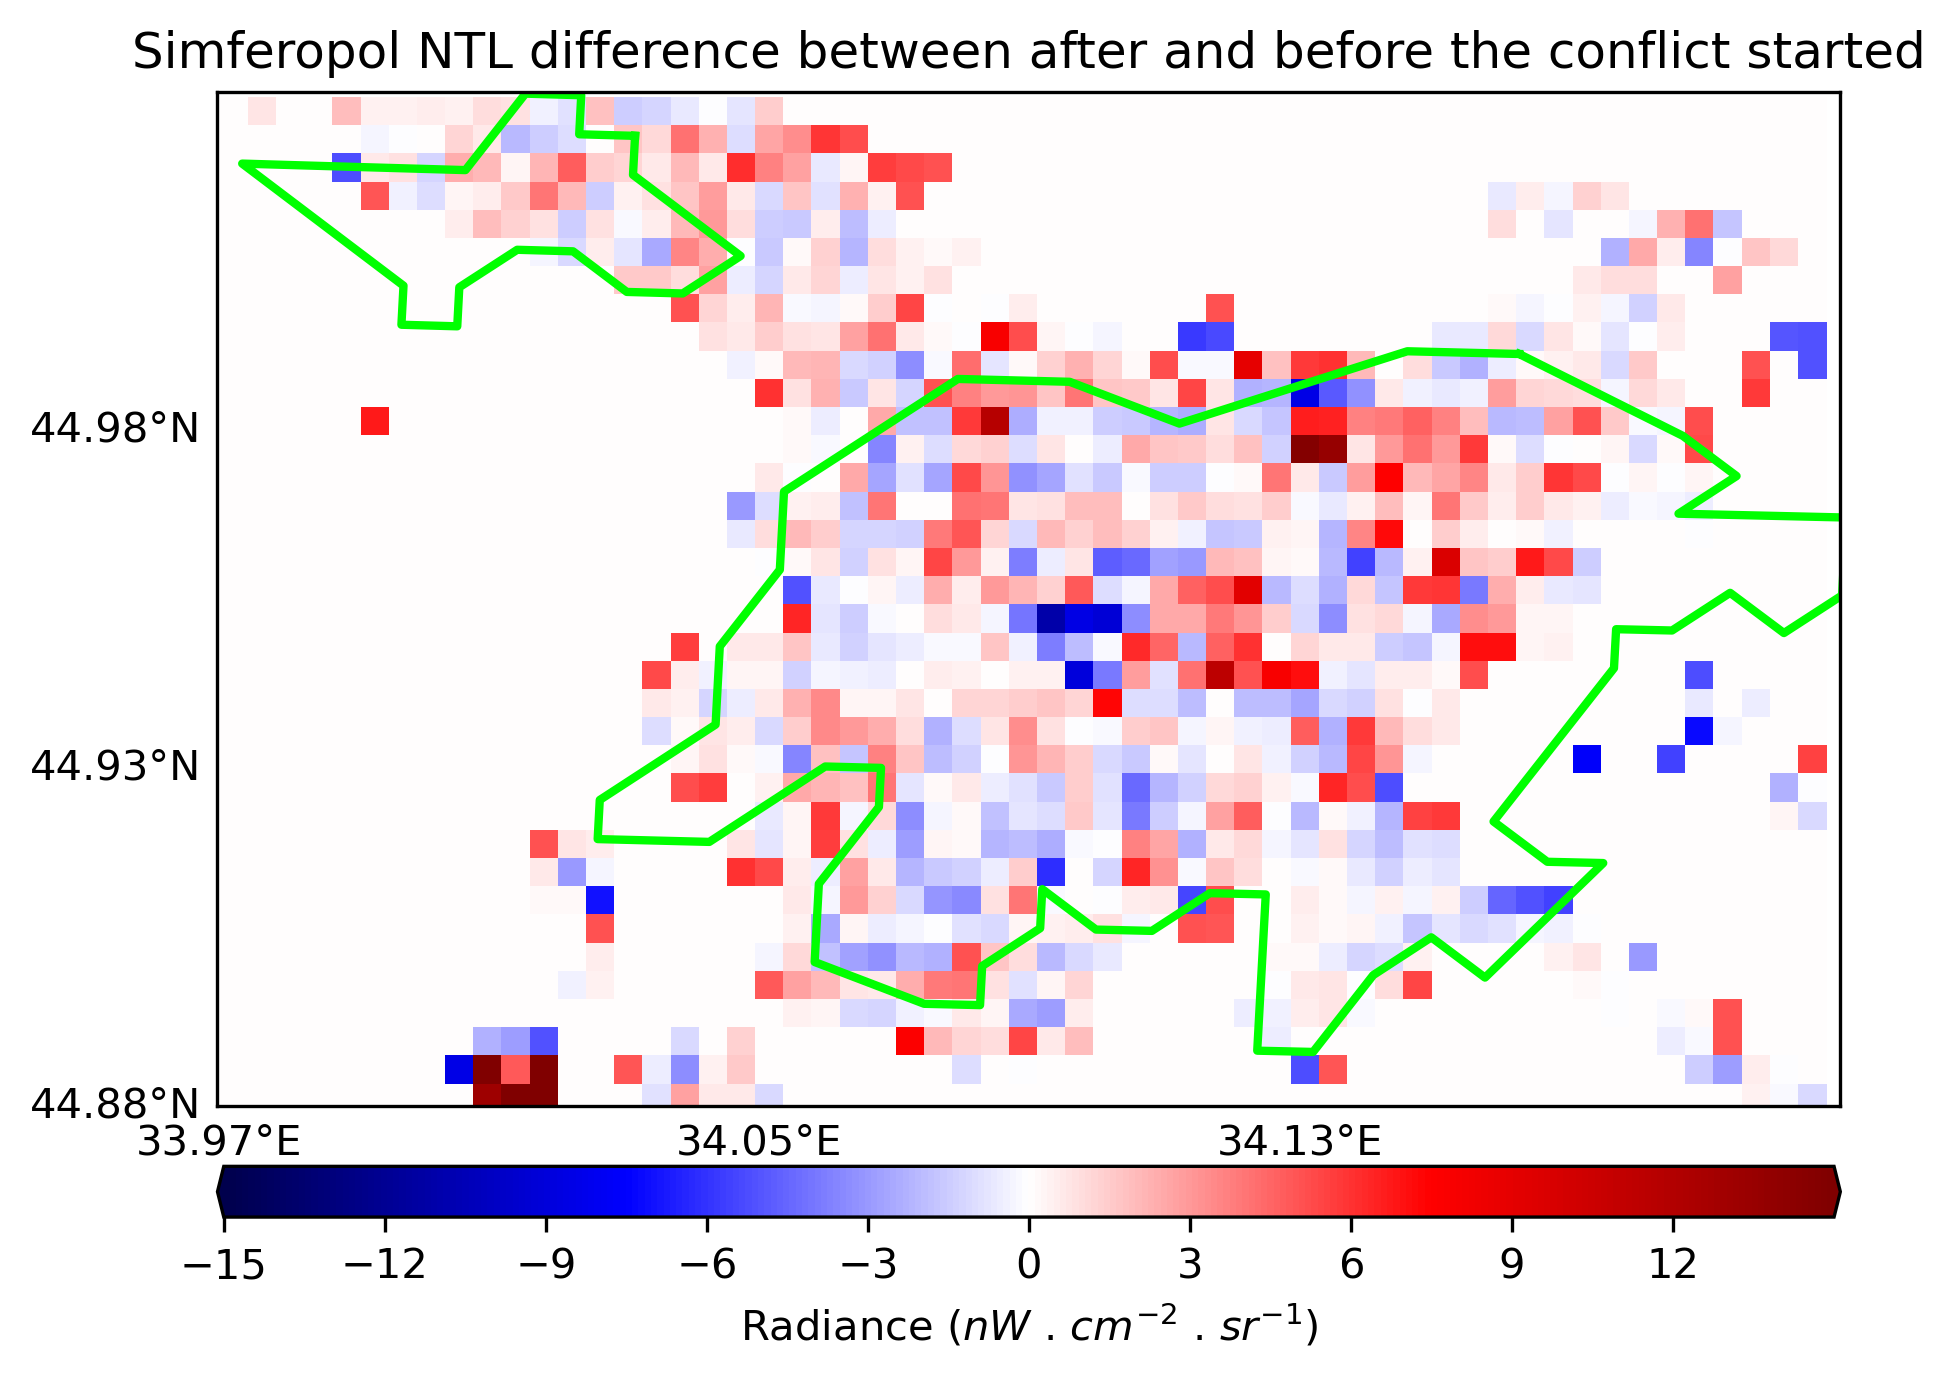 Simferopol NTL difference between after and before the conflict started
44.98°N
44.93°N
44.88°N
33.97°E 34.05°E 34.13°E
−15 −12 −9 −6 −3 0 3 6 9 12
Radiance (nW . cm⁻² . sr⁻¹)